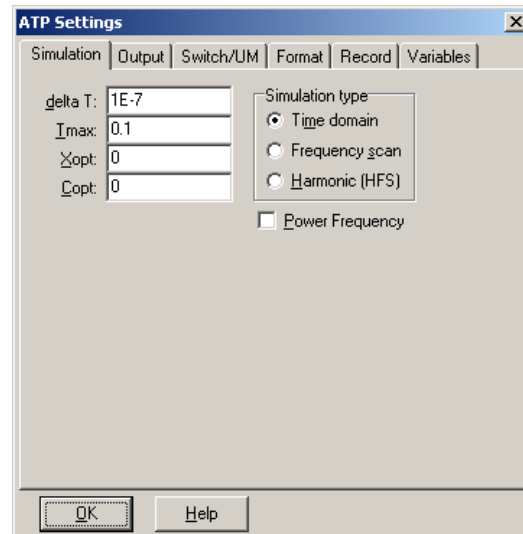 ATP Settings
Simulation Output Switch/UM Format Record Variables
delta T: 1E-7
Tmax: 0.1
Xopt: 0
Copt: 0
Simulation type
Time domain
Frequency scan
Harmonic (HFS)
Power Frequency
OK Help